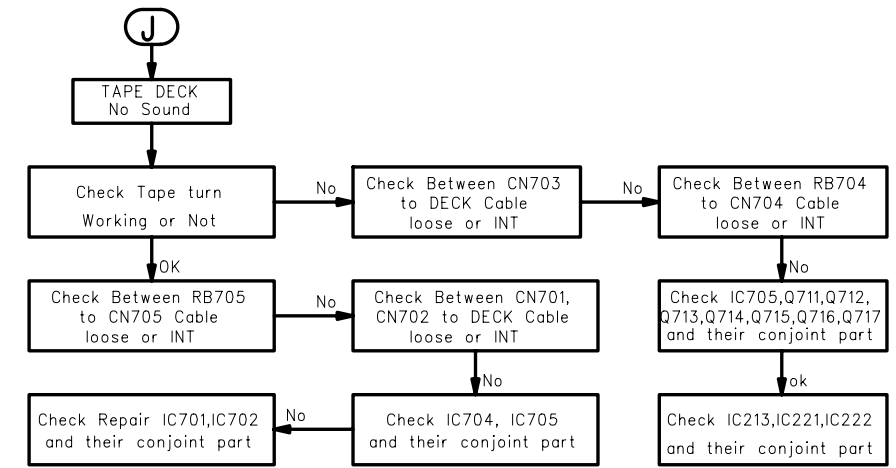 J
TAPE DECK
No Sound
Check Tape turn
Working or Not
No
Check Between CN703
to DECK Cable
loose or INT
No
Check Between RB704
to CN704 Cable
loose or INT
OK
No
Check Between RB705
to CN705 Cable
loose or INT
No
Check Between CN701,
CN702 to DECK Cable
loose or INT
Check IC705,Q711,Q712,
Q713,Q714,Q715,Q716,Q717
and their conjoint part
No
ok
Check Repair IC701,IC702
and their conjoint part
No
Check IC704, IC705
and their conjoint part
Check IC213,IC221,IC222
and their conjoint part